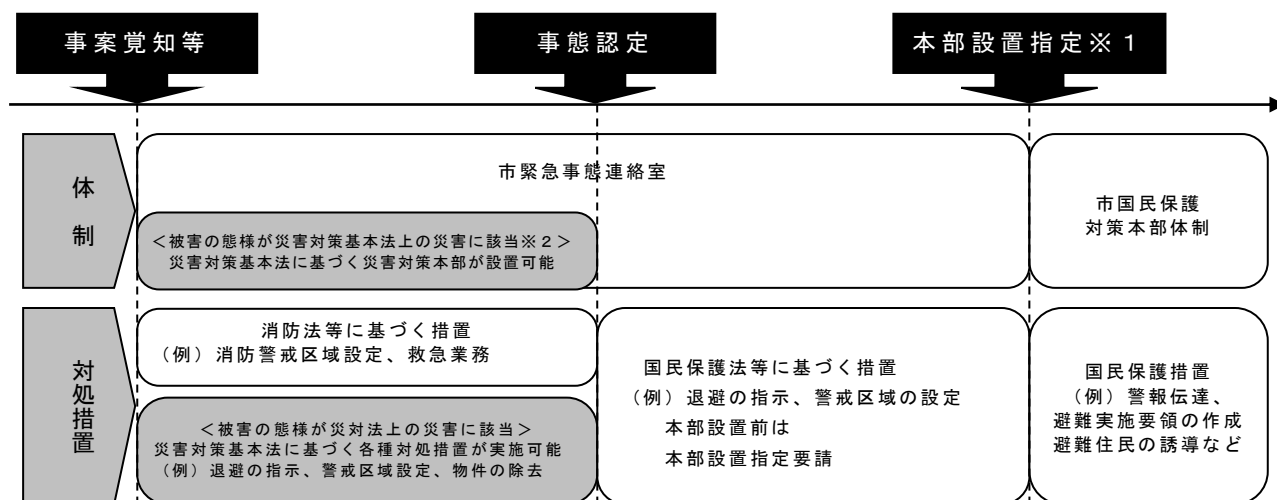 事案覚知等
事態認定
本部設置指定※１
体制
市緊急事態連絡室
＜被害の態様が災害対策基本法上の災害に該当※２＞
災害対策基本法に基づく災害対策本部が設置可能
市国民保護
対策本部体制
対処措置
消防法等に基づく措置
（例）消防警戒区域設定、救急業務
＜被害の態様が災対法上の災害に該当＞
災害対策基本法に基づく各種対処措置が実施可能
（例）退避の指示、警戒区域設定、物件の除去
国民保護法等に基づく措置
（例）退避の指示、警戒区域の設定
本部設置前は
本部設置指定要請
国民保護措置
（例）警報伝達、
避難実施要領の作成
避難住民の誘導など